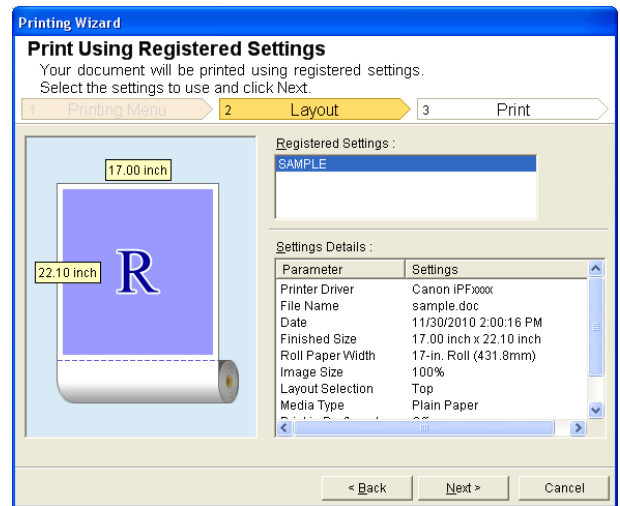 Printing Wizard
Print Using Registered Settings
Your document will be printed using registered settings.
Select the settings to use and click Next.
1 Printing Menu 2 Layout 3 Print
Registered Settings :
SAMPLE
17.00 inch
22.10 inch
R
Settings Details :
Parameter Settings
Printer Driver Canon iPFxxxx
File Name sample.doc
Date 11/30/2010 2:00:16 PM
Finished Size 17.00 inch x 22.10 inch
Roll Paper Width 17-in. Roll (431.8mm)
Image Size 100%
Layout Selection Top
Media Type Plain Paper
< Back Next > Cancel